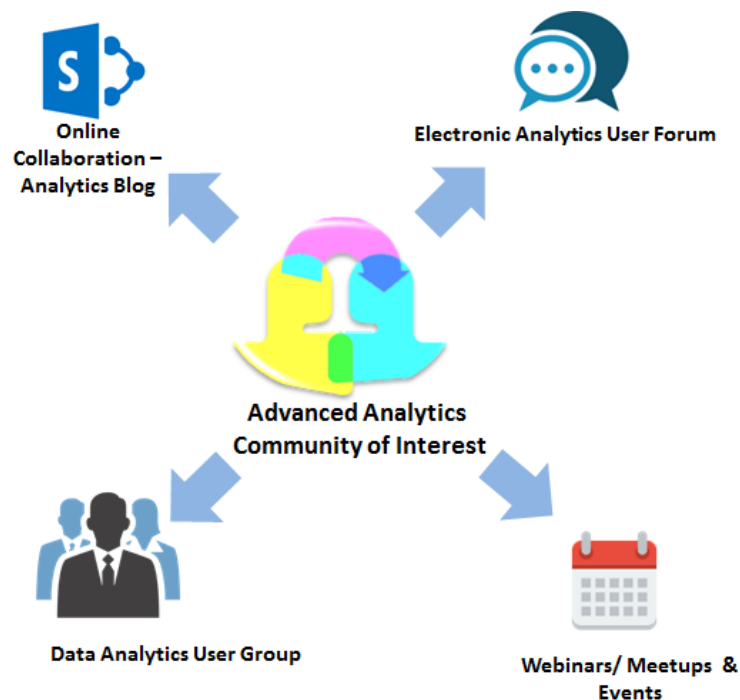 S
Online
Collaboration –
Analytics Blog
Electronic Analytics User Forum
Advanced Analytics
Community of Interest
Data Analytics User Group
Webinars/ Meetups &
Events